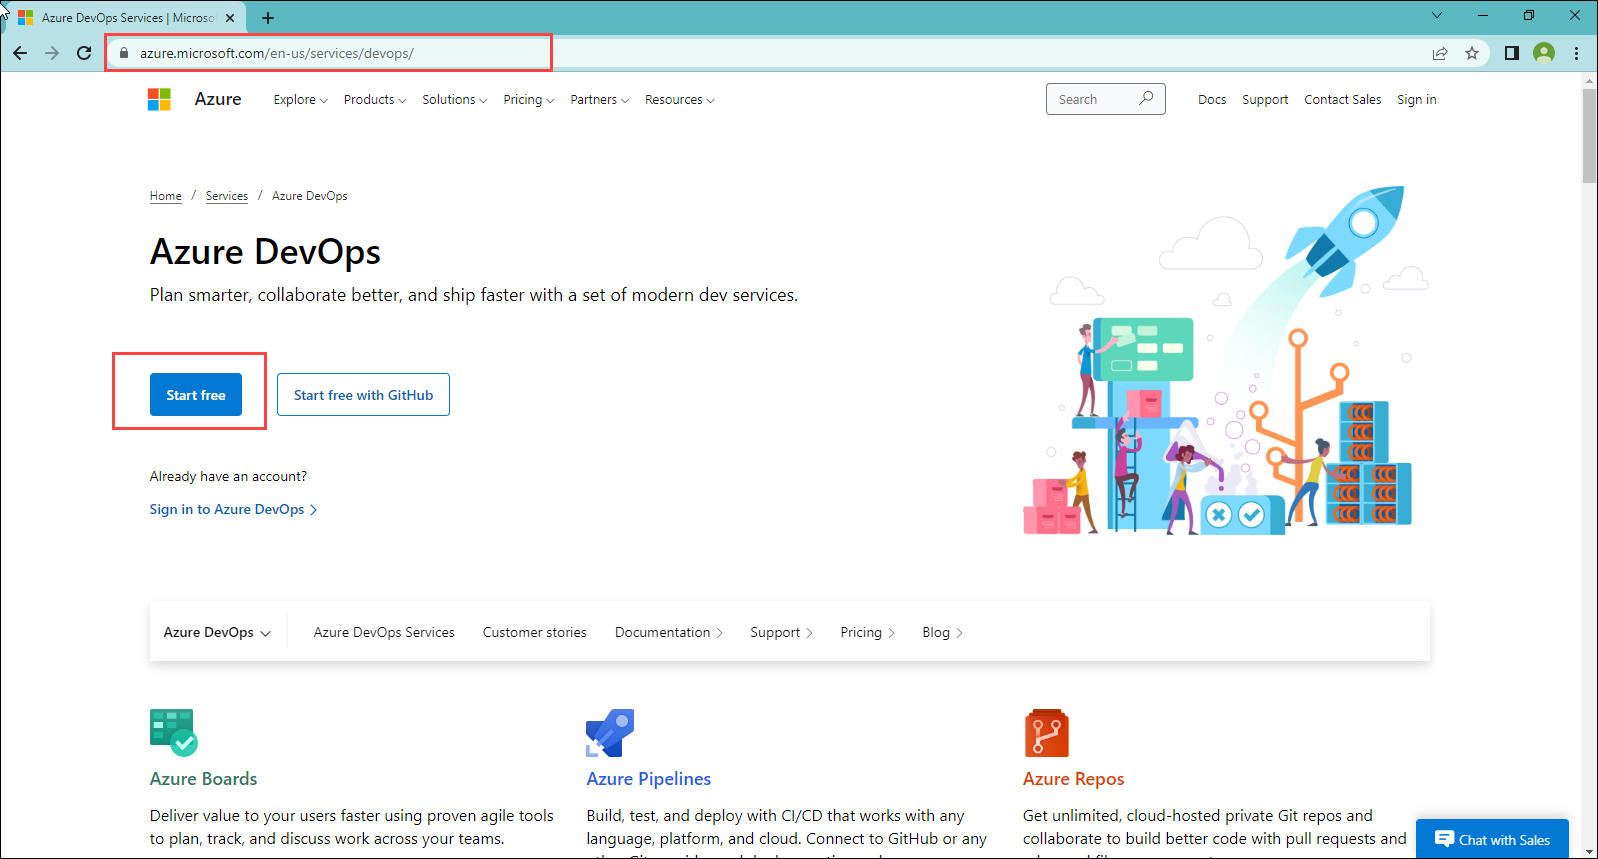 Azure DevOps Services | Microso
azure.microsoft.com/en-us/services/devops/
Azure Explore Products Solutions Pricing Partners Resources Search Docs Support Contact Sales Sign in
Home / Services / Azure DevOps
Azure DevOps
Plan smarter, collaborate better, and ship faster with a set of modern dev services.
Start free Start free with GitHub
Already have an account?
Sign in to Azure DevOps
Azure DevOps Azure DevOps Services Customer stories Documentation Support Pricing Blog
Azure Boards
Deliver value to your users faster using proven agile tools
to plan, track, and discuss work across your teams.
Azure Pipelines
Build, test, and deploy with CI/CD that works with any
language, platform, and cloud. Connect to GitHub or any
Azure Repos
Get unlimited, cloud-hosted private Git repos and
collaborate to build better code with pull requests and
Chat with Sales